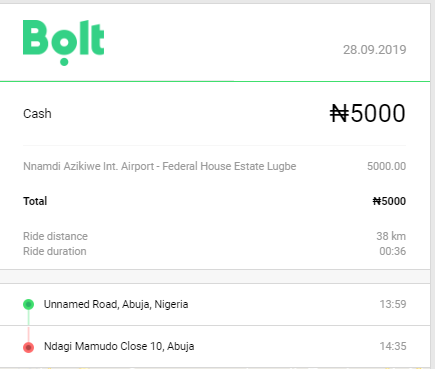 Bolt
28.09.2019
Cash ₦5000
Nnamdi Azikiwe Int. Airport - Federal House Estate Lugbe 5000.00
Total ₦5000
Ride distance 38 km
Ride duration 00:36
Unnamed Road, Abuja, Nigeria 13:59
Ndagi Mamudo Close 10, Abuja 14:35